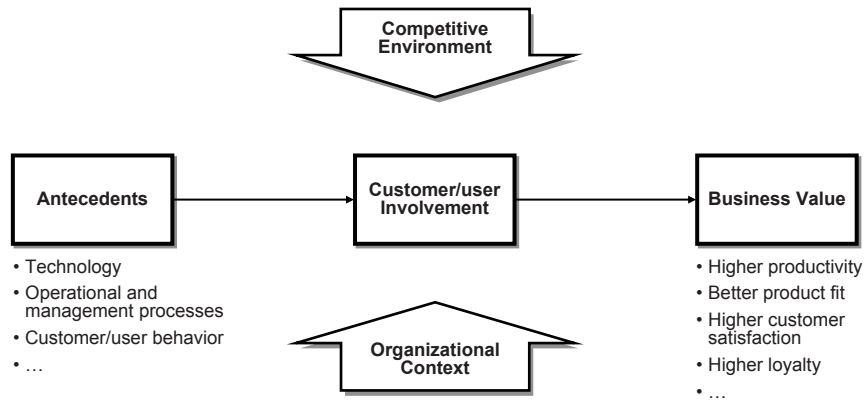 Competitive
Environment
Antecedents
Customer/user
Involvement
Business Value
• Technology
• Operational and
management processes
• Customer/user behavior
• …
Organizational
Context
• Higher productivity
• Better product fit
• Higher customer
satisfaction
• Higher loyalty
• …